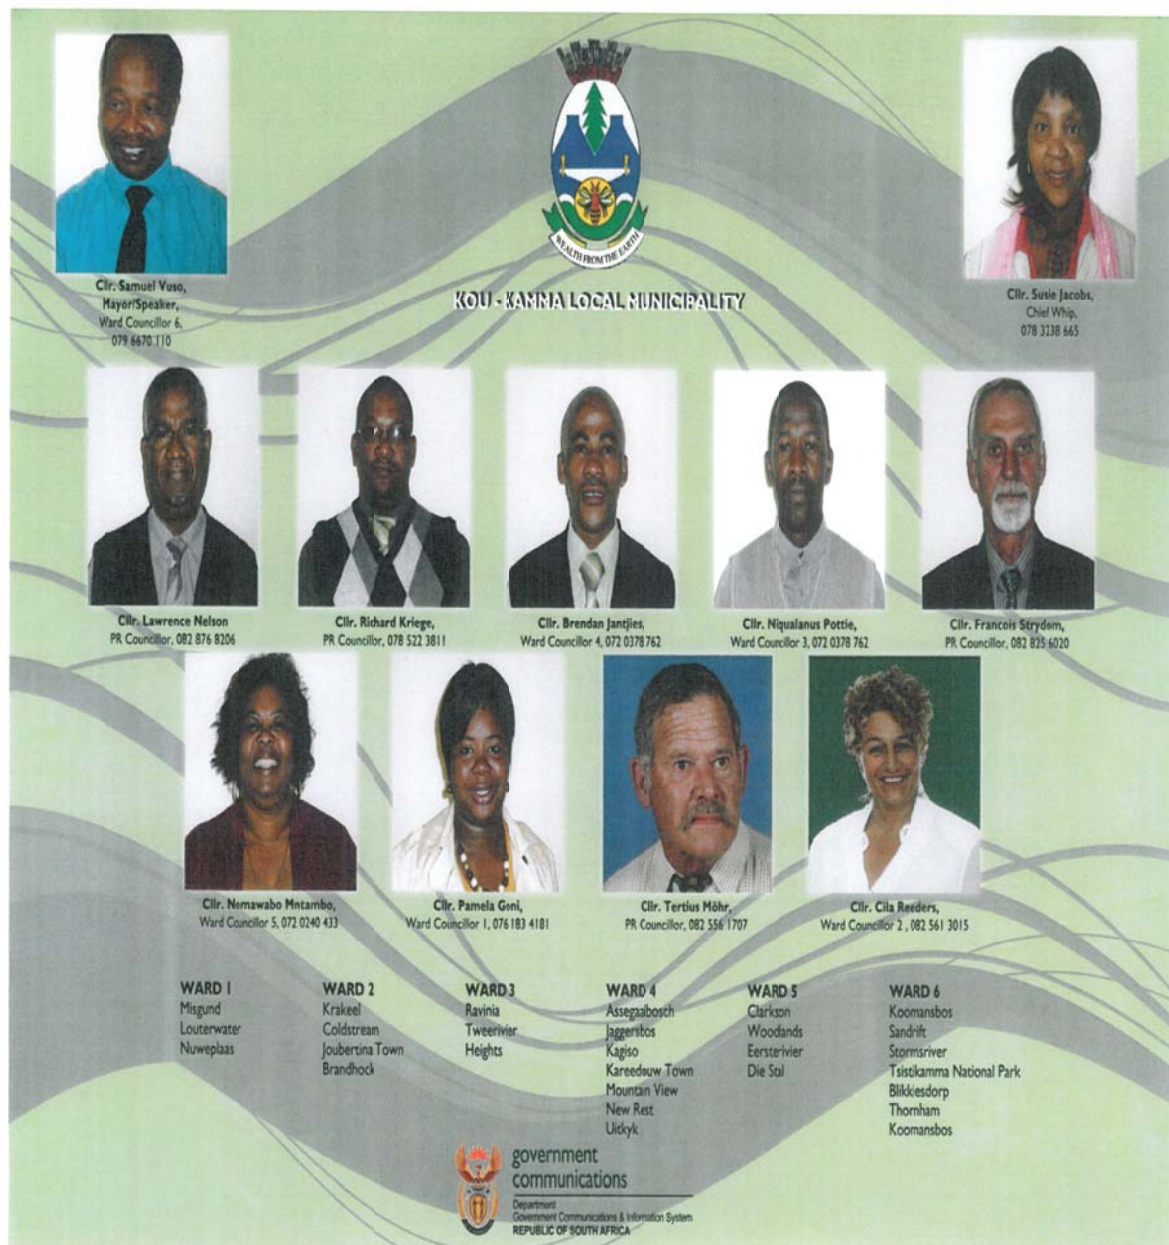 WEALTH FROM THE EARTH
KOU - KAMMA LOCAL MUNICIPALITY
Cllr. Samuel Vuso,
Mayor/Speaker,
Ward Councillor 6,
079 6670 110
Cllr. Susie Jacobs,
Chief Whip,
078 3238 665
Cllr. Lawrence Nelson
PR Councillor, 082 876 8206
Cllr. Richard Kriege,
PR Councillor, 078 522 3811
Cllr. Brendan Jantjies,
Ward Councillor 4, 072 0378762
Cllr. Niqualanus Pottie,
Ward Councillor 3, 072 0378 762
Cllr. Francois Strydom,
PR Councillor, 082 825 6020
Cllr. Nomawabo Mntambo,
Ward Councillor 5, 072 0240 433
Cllr. Pamela Goni,
Ward Councillor 1, 076183 4181
Cllr. Tertius Möhr,
PR Councillor, 082 556 1707
Cllr. Cila Reeders,
Ward Councillor 2 , 082 561 3015
WARD 1
Misgund
Louterwater
Nuweplaas
WARD 2
Krakeel
Coldstream
Joubertina Town
Brandhock
WARD 3
Ravinia
Tweerivier
Heights
WARD 4
Assegaaibosch
Jaggersbos
Kagiso
Kareedouw Town
Mountan View
New Rest
Uitkyk
WARD 5
Clarkson
Woodands
Eersterivier
Die Stal
WARD 6
Koomansbos
Sandrift
Stormsriver
Tsistikamma National Park
Blikkiesdorp
Thornham
Koomansbos
government
communications
Department
Government Communications & Information System
REPUBLIC OF SOUTH AFRICA